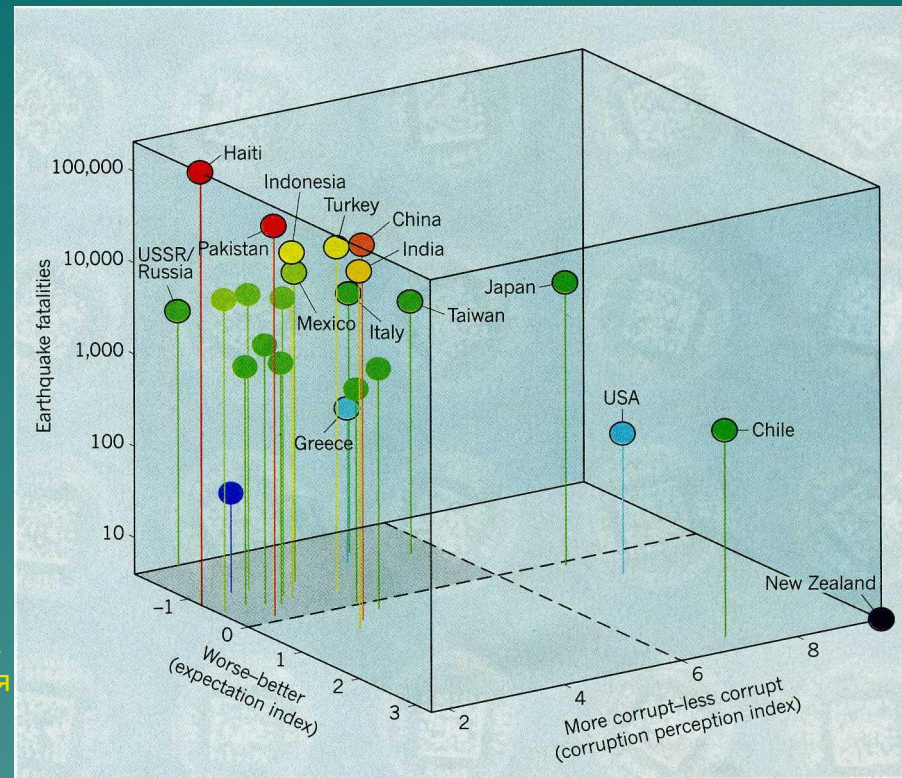 100,000
10,000
1,000
100
10
Earthquake fatalities
Haiti
Indonesia
Turkey
China
India
Pakistan
USSR/
Russia
Mexico
Italy
Taiwan
Japan
Greece
USA
Chile
New Zealand
–1
0
1
2
3
Worse–better
(expectation index)
2
4
6
8
More corrupt–less corrupt
(corruption perception index)
я